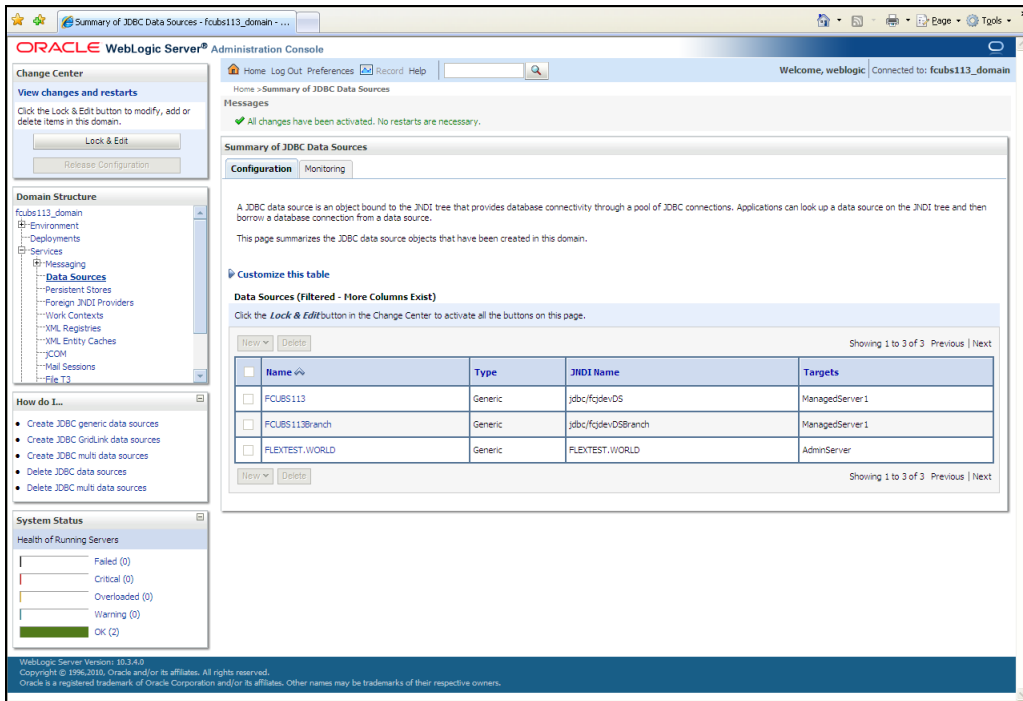 Summary of JDBC Data Sources - fcubs113_domain - ...
Page
Tools
ORACLE WebLogic Server® Administration Console
Change Center
View changes and restarts
Click the Lock & Edit button to modify, add or
delete items in this domain.
Lock & Edit
Release Configuration
Domain Structure
fcubs113_domain
Environment
Deployments
Services
Messaging
Data Sources
Persistent Stores
Foreign JNDI Providers
Work Contexts
XML Registries
XML Entity Caches
jCOM
Mail Sessions
File T3
How do I...
Create JDBC generic data sources
Create JDBC GridLink data sources
Create JDBC multi data sources
Delete JDBC data sources
Delete JDBC multi data sources
System Status
Health of Running Servers
Failed (0)
Critical (0)
Overloaded (0)
Warning (0)
OK (2)
Home Log Out Preferences Record Help
Welcome, weblogic Connected to: fcubs113_domain
Home >Summary of JDBC Data Sources
Messages
All changes have been activated. No restarts are necessary.
Summary of JDBC Data Sources
Configuration Monitoring
A JDBC data source is an object bound to the JNDI tree that provides database connectivity through a pool of JDBC connections. Applications can look up a data source on the JNDI tree and then
borrow a database connection from a data source.
This page summarizes the JDBC data source objects that have been created in this domain.
Customize this table
Data Sources (Filtered - More Columns Exist)
Click the Lock & Edit button in the Change Center to activate all the buttons on this page.
New Delete Showing 1 to 3 of 3 Previous | Next
Name Type JNDI Name Targets
FCUBS113 Generic jdbc/fcjdevDS ManagedServer1
FCUBS113Branch Generic jdbc/fcjdevDSBranch ManagedServer1
FLEXTEST.WORLD Generic FLEXTEST.WORLD AdminServer
New Delete Showing 1 to 3 of 3 Previous | Next
WebLogic Server Version: 10.3.4.0
Copyright © 1996,2010, Oracle and/or its affiliates. All rights reserved.
Oracle is a registered trademark of Oracle Corporation and/or its affiliates. Other names may be trademarks of their respective owners.